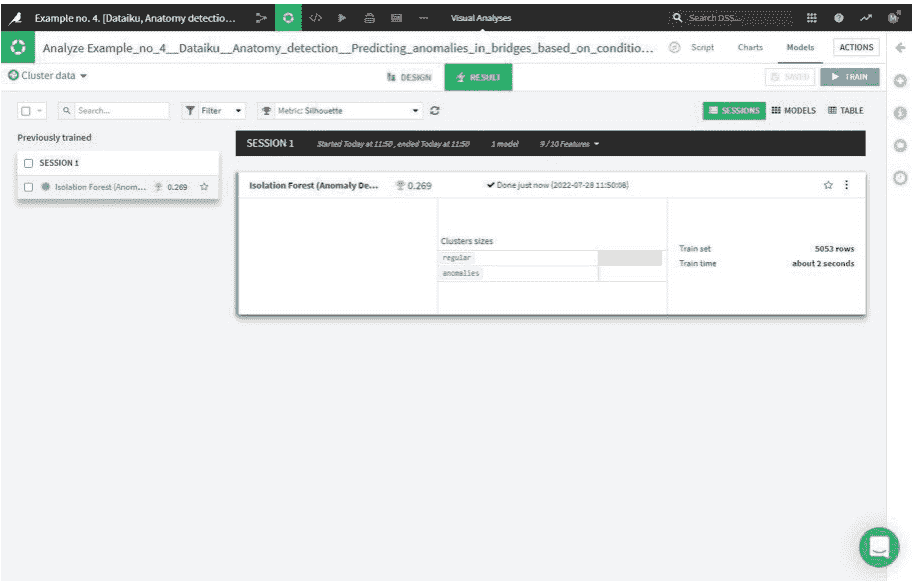 Example no. 4. [Dataiku, Anatomy detectio...
Visual Analyses
Search DSS...
Analyze Example_no_4__Dataiku__Anatomy_detection__Predicting_anomalies_in_bridges_based_on_conditio...
Script
Charts
Models
ACTIONS
Cluster data
DESIGN
RESULT
SAVED
TRAIN
Search...
Filter
Metric: Silhouette
SESSIONS
MODELS
TABLE
Previously trained
SESSION 1
Started Today at 11:50, ended Today at 11:50
1 model
9 / 10 Features
SESSION 1
Isolation Forest (Anom...
0.269
Isolation Forest (Anomaly De...
0.269
Done just now (2022-07-28 11:50:08)
Clusters sizes
regular
anomalies
Train set
5053 rows
Train time
about 2 seconds